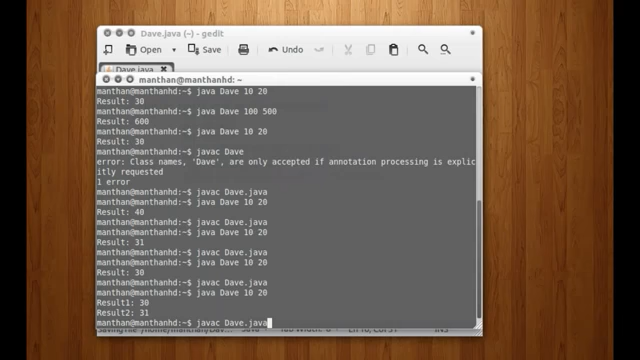 Dave.java (~) - gedit
Open Save Undo
Dave.java
manthan@manthanhd: ~
manthan@manthanhd:~$ java Dave 10 20
Result: 30
manthan@manthanhd:~$ java Dave 100 500
Result: 600
manthan@manthanhd:~$ java Dave 10 20
Result: 30
manthan@manthanhd:~$ javac Dave
error: Class names, 'Dave', are only accepted if annotation processing is explic
itly requested
1 error
manthan@manthanhd:~$ javac Dave.java
manthan@manthanhd:~$ java Dave 10 20
Result: 40
manthan@manthanhd:~$ javac Dave.java
manthan@manthanhd:~$ java Dave 10 20
Result: 31
manthan@manthanhd:~$ javac Dave.java
manthan@manthanhd:~$ java Dave 10 20
Result: 30
manthan@manthanhd:~$ javac Dave.java
manthan@manthanhd:~$ java Dave 10 20
Result1: 30
Result2: 31
manthan@manthanhd:~$ javac Dave.java